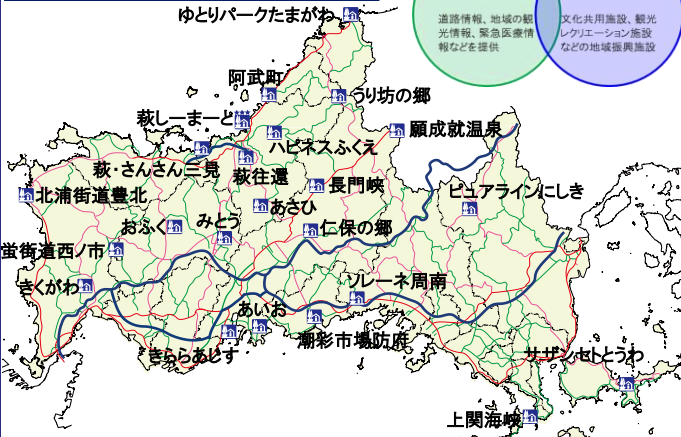 道路情報、地域の観
光情報、緊急医療情
報などを提供
文化共用施設、観光
レクリエーション施設
などの地域振興施設
ゆとりパークたまがわ
阿武町
うり坊の郷
萩しーまーと
願成就温泉
ハピネスふくえ
萩・さんさん三見
萩往還
長門峡
ピュアラインにしき
北浦街道豊北
あさひ
おふく
みとう
仁保の郷
蛍街道西ノ市
きくがわ
ソレーネ周南
あいお
潮彩市場防府
きららあじす
サザンセトとうわ
上関海峡